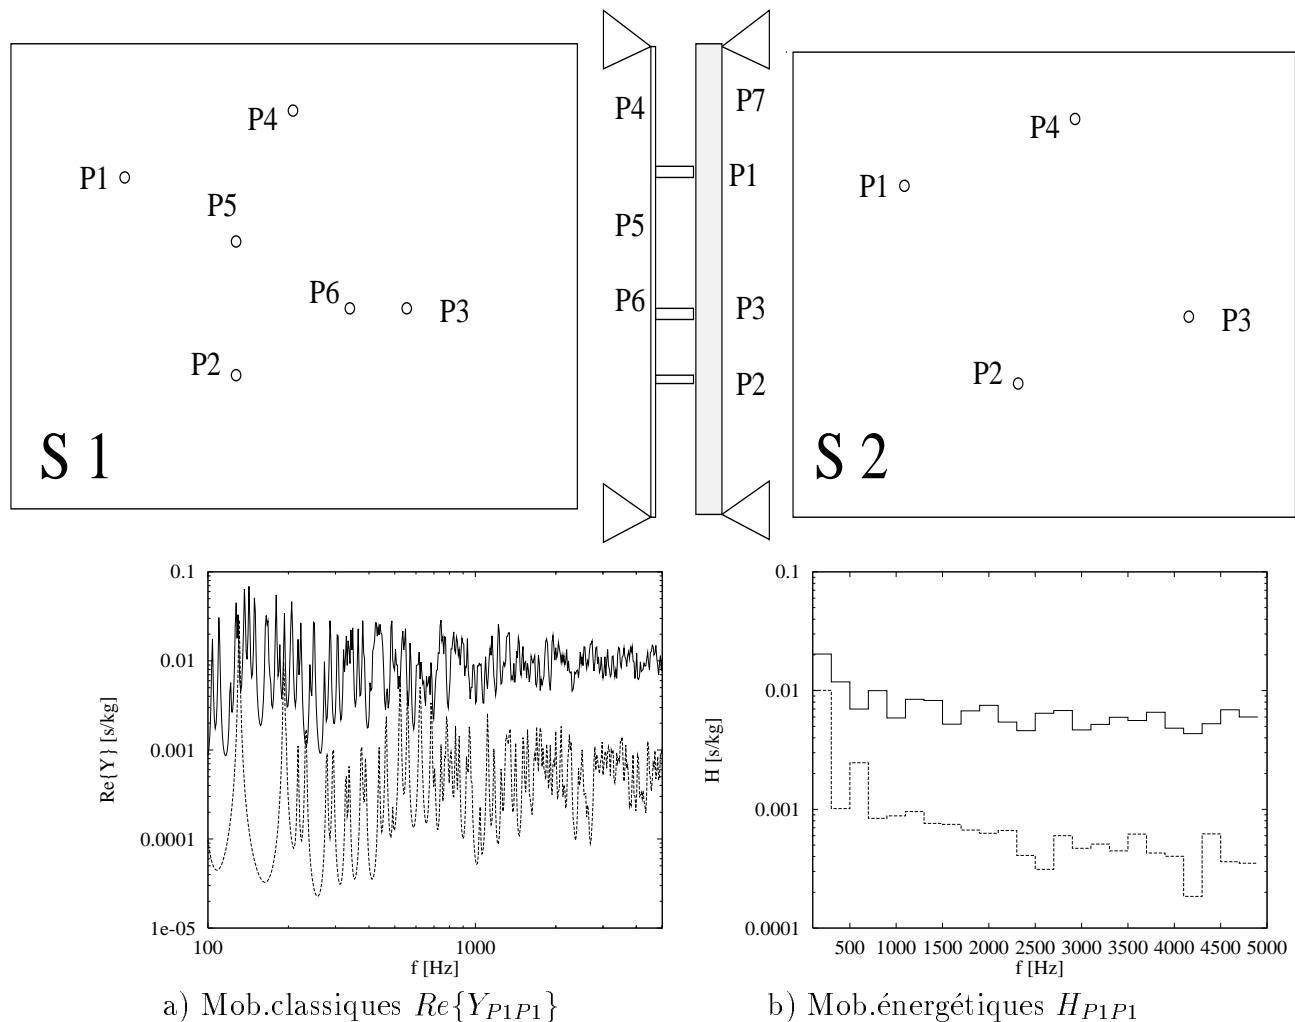 P4
P1
P5
P6
P3
P2
S 1
P4
P5
P6
P7
P1
P3
P2
P4
P1
P3
P2
S 2
0.1
0.01
0.001
0.0001
1e-05
Re{Y} [s/kg]
100
1000
f [Hz]
0.1
0.01
0.001
0.0001
H [s/kg]
500 1000 1500 2000 2500 3000 3500 4000 4500 5000
f [Hz]
a) Mob.classiques Re{Y_{P1P1}}
b) Mob.énergétiques H_{P1P1}